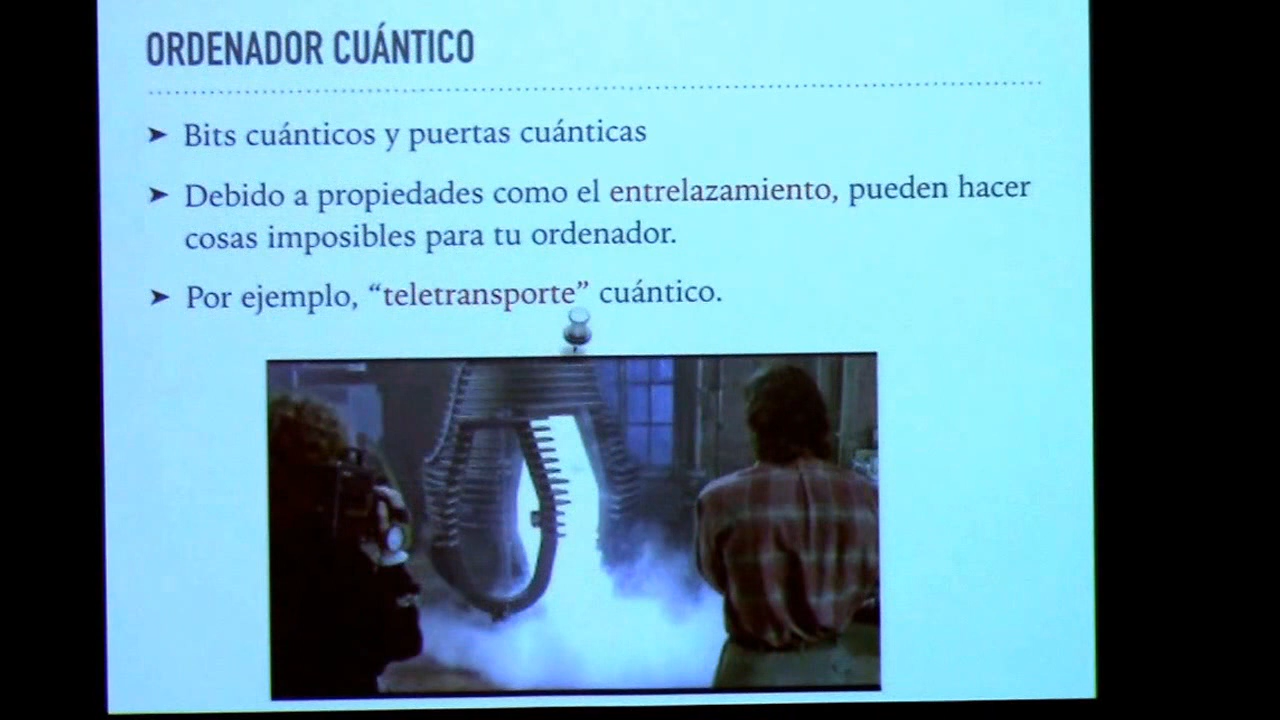 ORDENADOR CUÁNTICO
➤ Bits cuánticos y puertas cuánticas
➤ Debido a propiedades como el entrelazamiento, pueden hacer
cosas imposibles para tu ordenador.
➤ Por ejemplo, “teletransporte” cuántico.